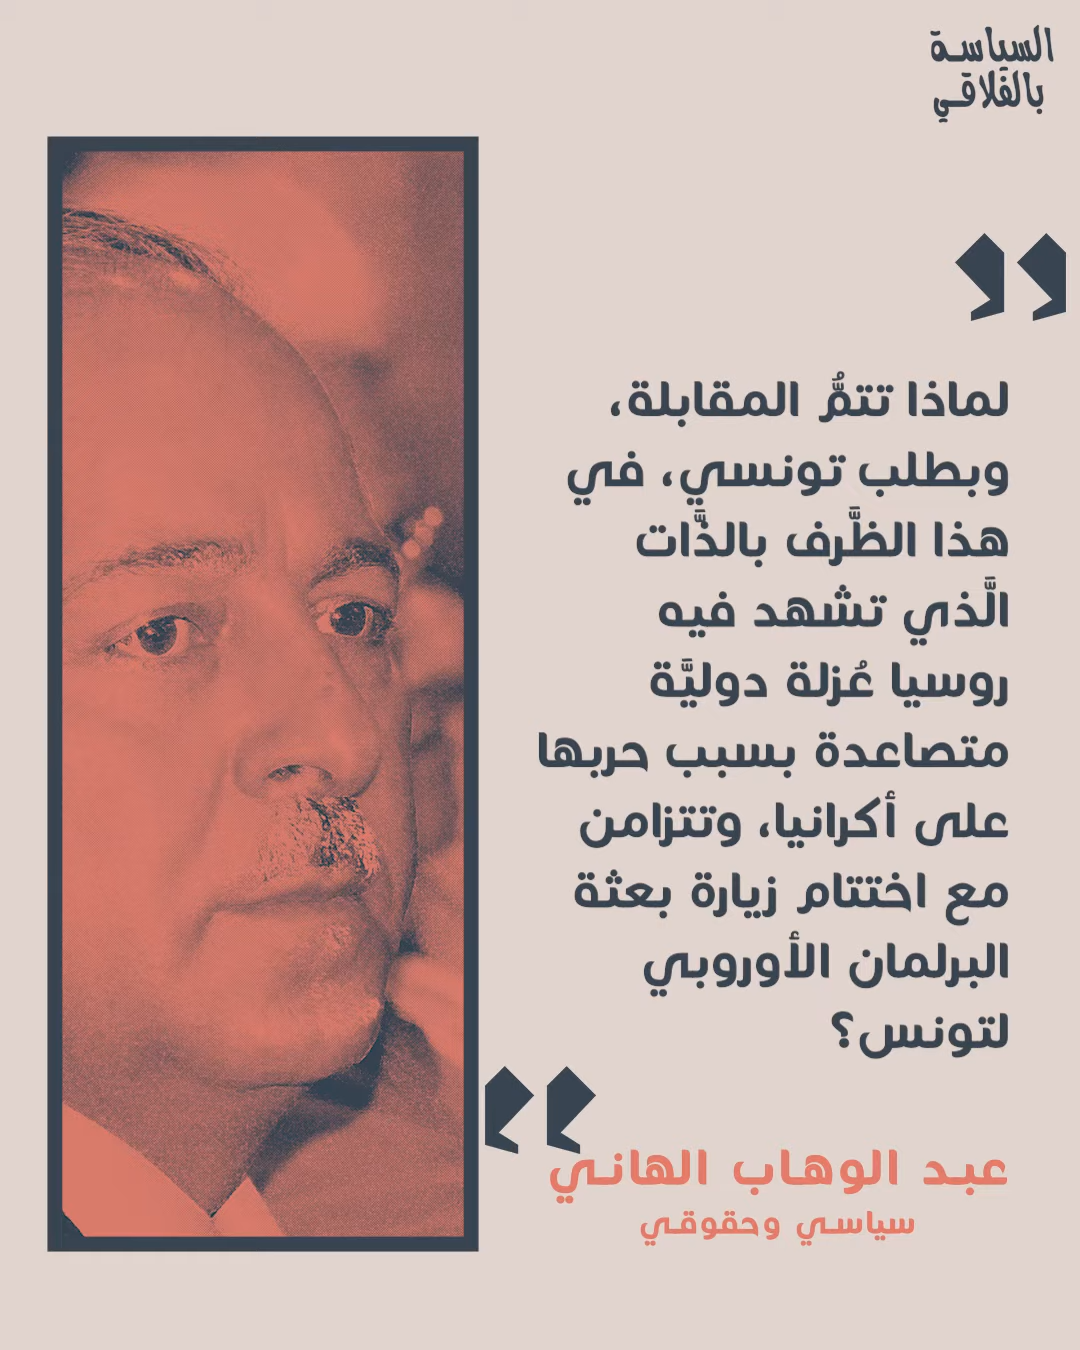 السياسة
بالفلاقي
لماذا تتمُّ المقابلة،
وبطلب تونسي، في
هذا الظَّرف بالذَّات
الَّذي تشهد فيه
روسيا عُزلة دوليَّة
متصاعدة بسبب حربها
على أكرانيا، وتتزامن
مع اختتام زيارة بعثة
البرلمان الأوروبي
لتونس؟
عبد الوهاب الهاني
سياسي وحقوقي